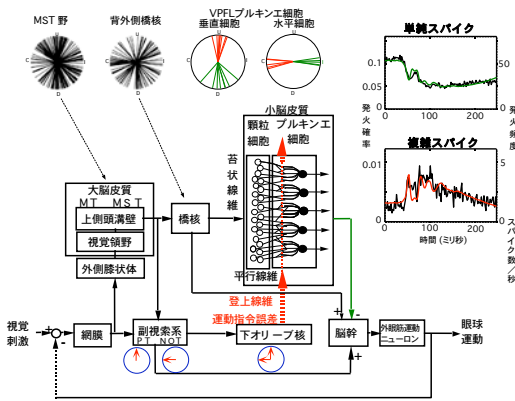 MST 野
背外側橋核
VPFLプルキンエ細胞
垂直細胞
水平細胞
U
C
I
D
U
C
I
D
U
C
I
D
U
C
I
D
単純スパイク
0.1
0.05
0
50
0
0
100
200
発火確率
発火頻度
複雑スパイク
0.01
0
5
0
0
100
200
時間 (ミリ秒)
スパイク数／秒
小脳皮質
顆粒細胞
プルキンエ細胞
苔状線維
平行線維
大脳皮質
MT MST
上側頭溝壁
視覚領野
外側膝状体
橋核
登上線維
運動指令誤差
視覚刺激
+
-
網膜
副視索系
PT NOT
下オリーブ核
+
-
+
脳幹
外眼筋運動
ニューロン
眼球運動